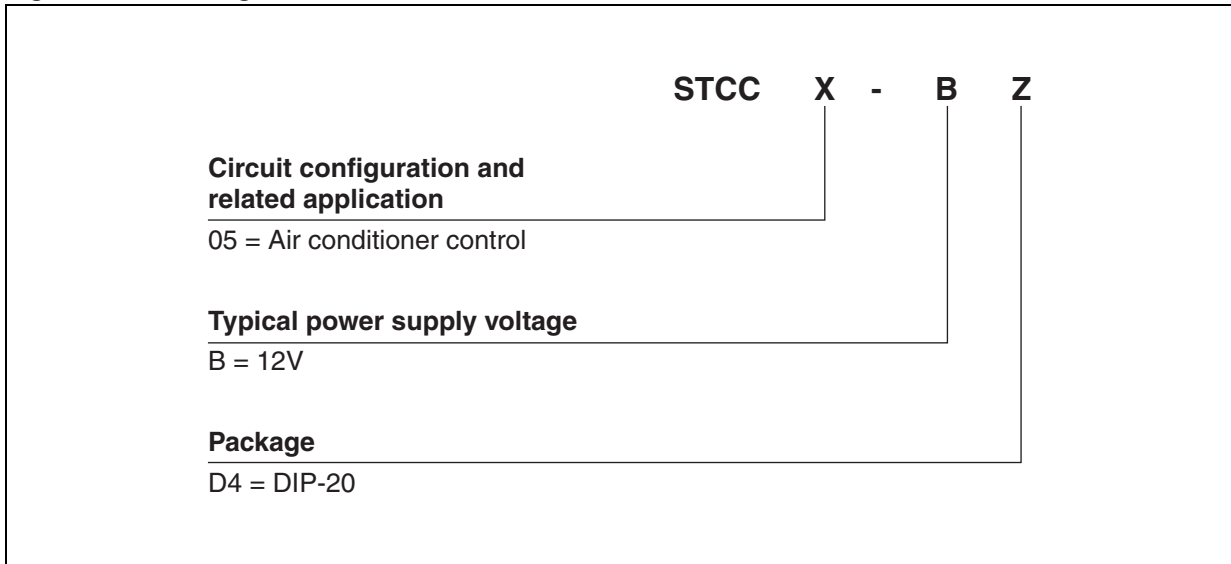 STCC X - B Z
Circuit configuration and
related application
05 = Air conditioner control
Typical power supply voltage
B = 12V
Package
D4 = DIP-20